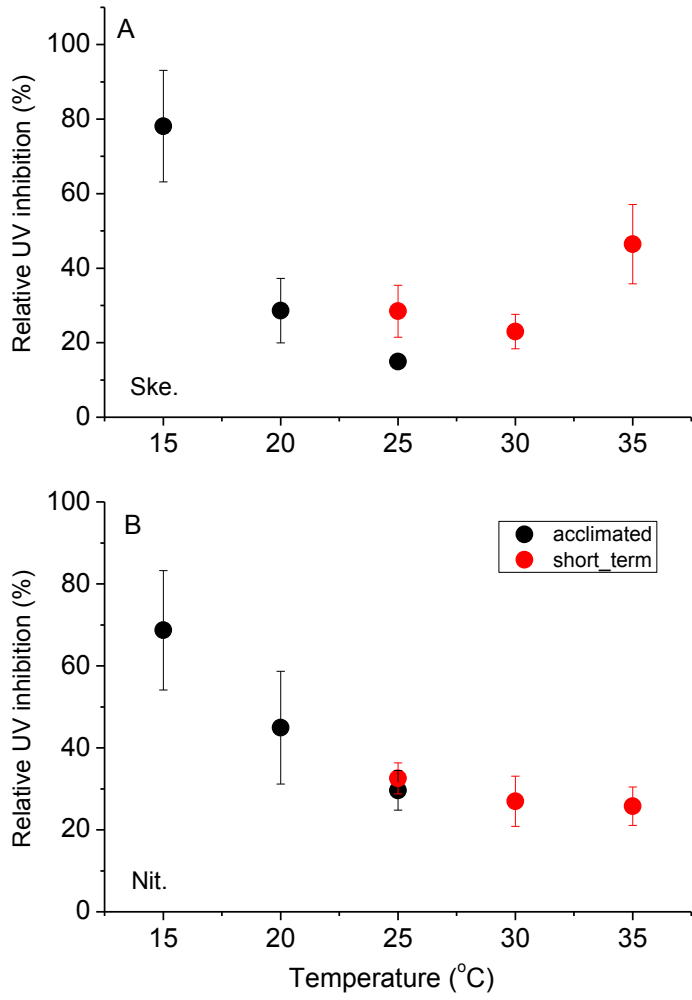 A
Relative UV inhibition (%)
100
80
60
40
20
0
Ske.
15 20 25 30 35
B
Relative UV inhibition (%)
100
80
60
40
20
0
acclimated
short_term
Nit.
15 20 25 30 35
Temperature (°C)